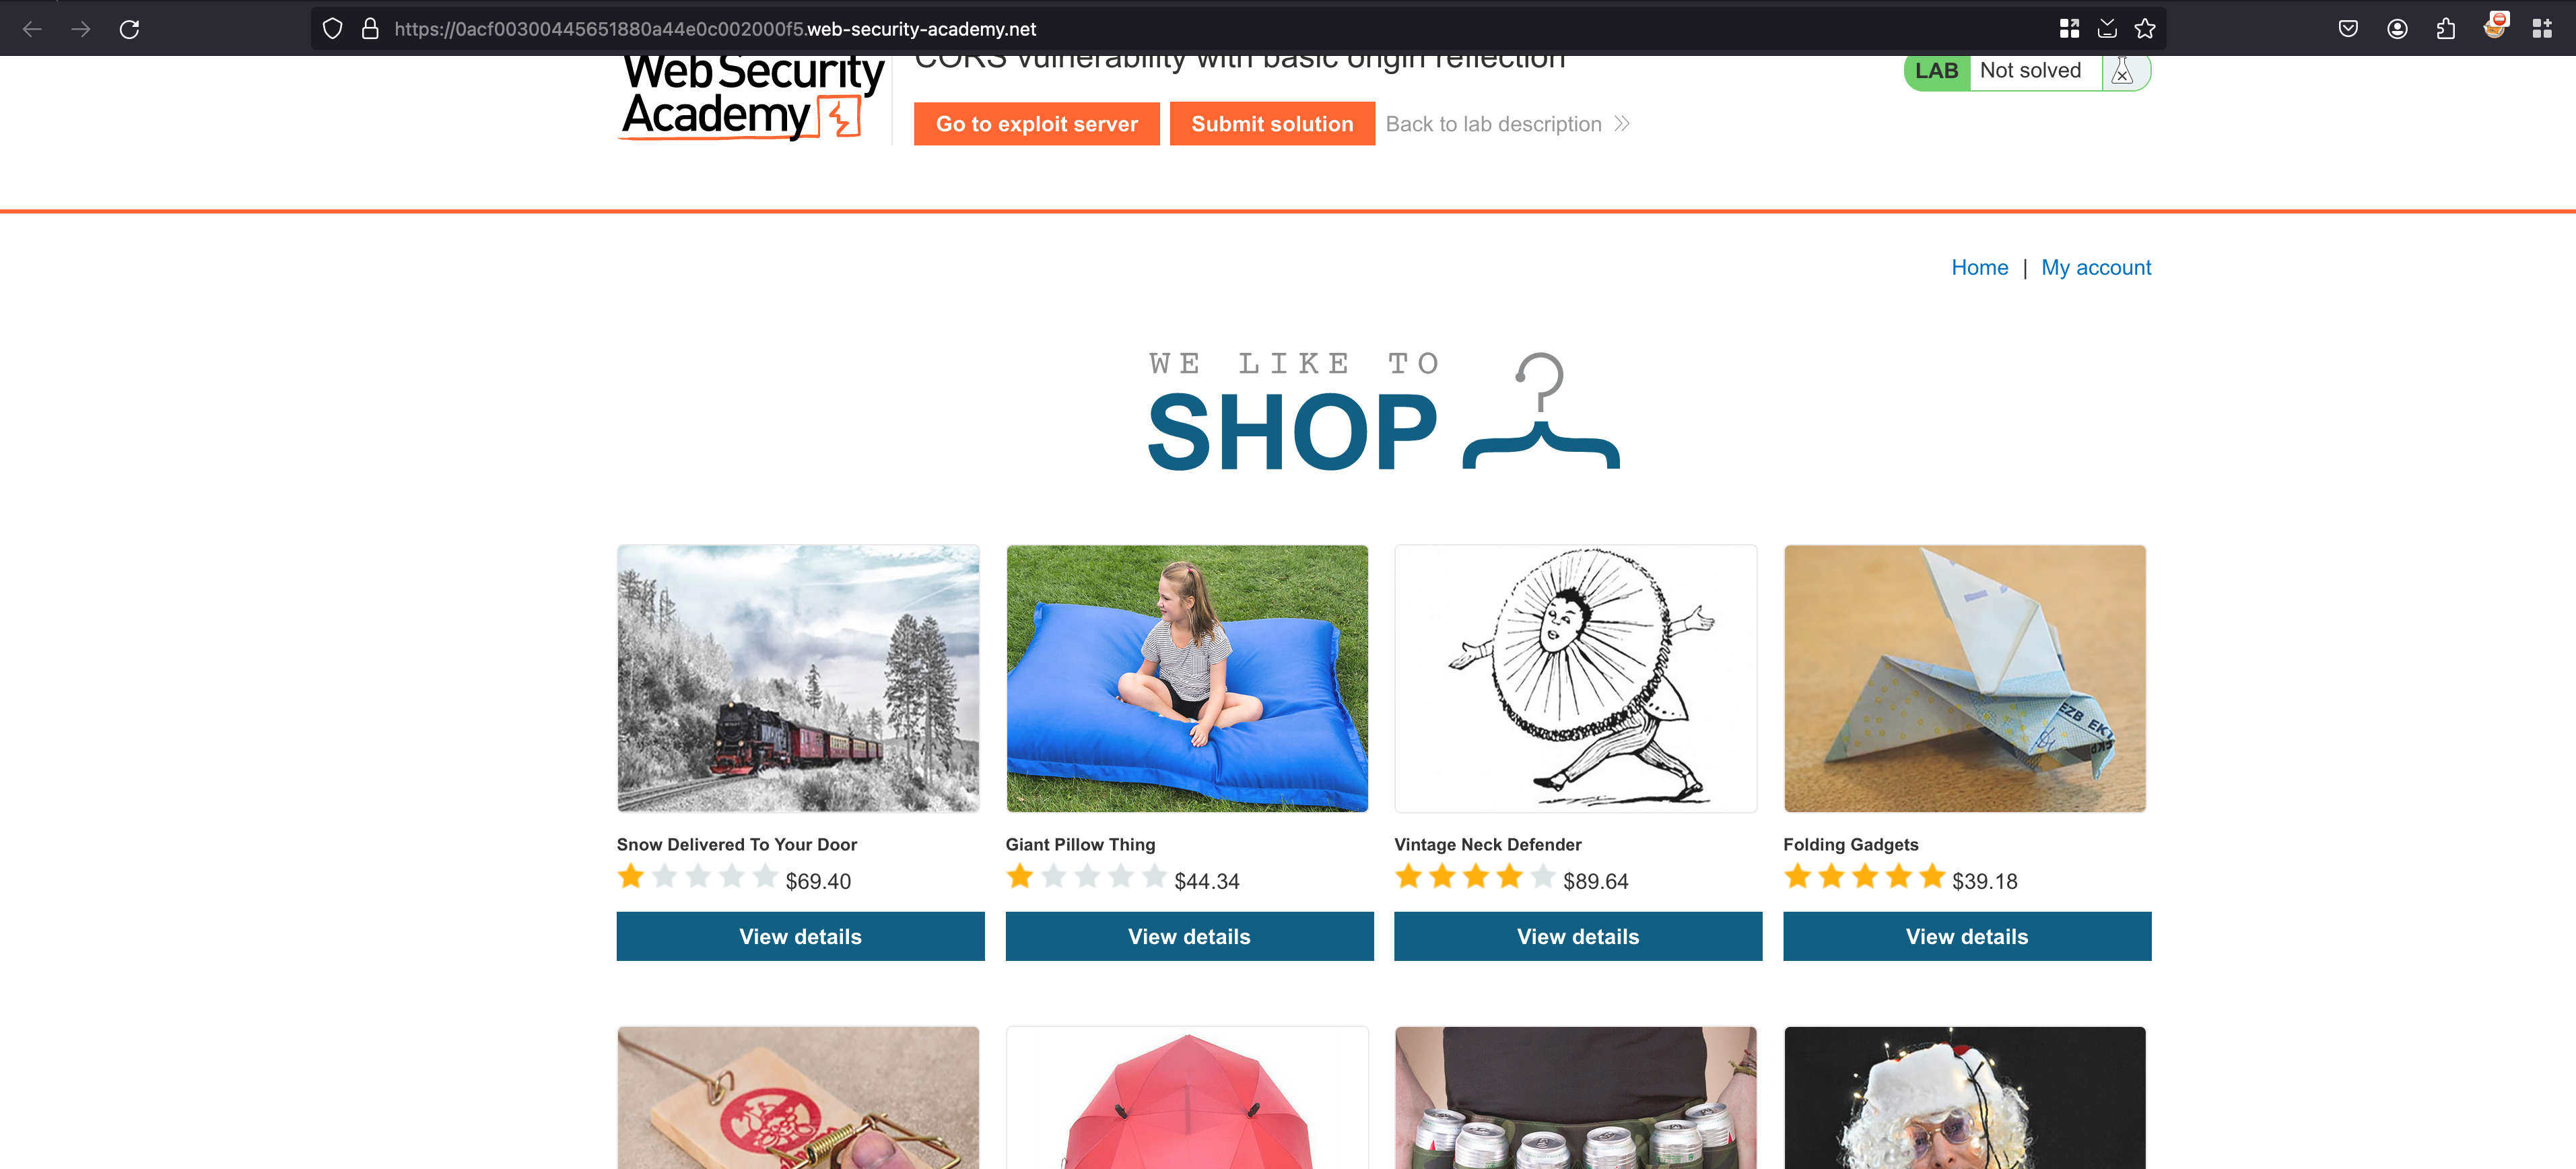 https://0acf00300445651880a44e0c002000f5.web-security-academy.net
Web Security
Academy
CORS vulnerability with basic origin reflection
LAB Not solved
Go to exploit server Submit solution Back to lab description
Home | My account
WE LIKE TO
SHOP
EZB EK
Snow Delivered To Your Door Giant Pillow Thing Vintage Neck Defender Folding Gadgets
$69.40 $44.34 $89.64 $39.18
View details View details View details View details